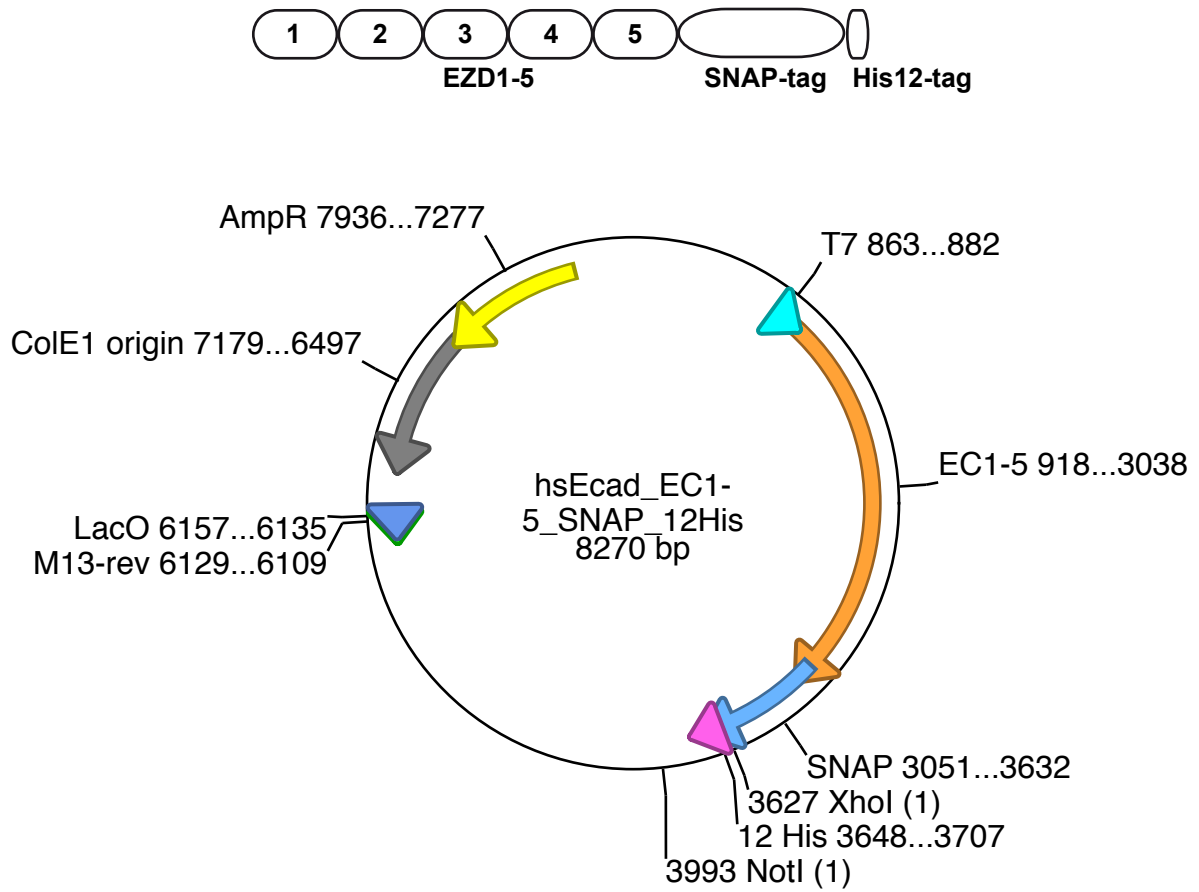 1 2 3 4 5
EZD1-5 SNAP-tag His12-tag
AmpR 7936...7277
T7 863...882
ColE1 origin 7179...6497
EC1-5 918...3038
hsEcad_EC1-
5_SNAP_12His
8270 bp
LacO 6157...6135
M13-rev 6129...6109
SNAP 3051...3632
3627 XhoI (1)
12 His 3648...3707
3993 NotI (1)